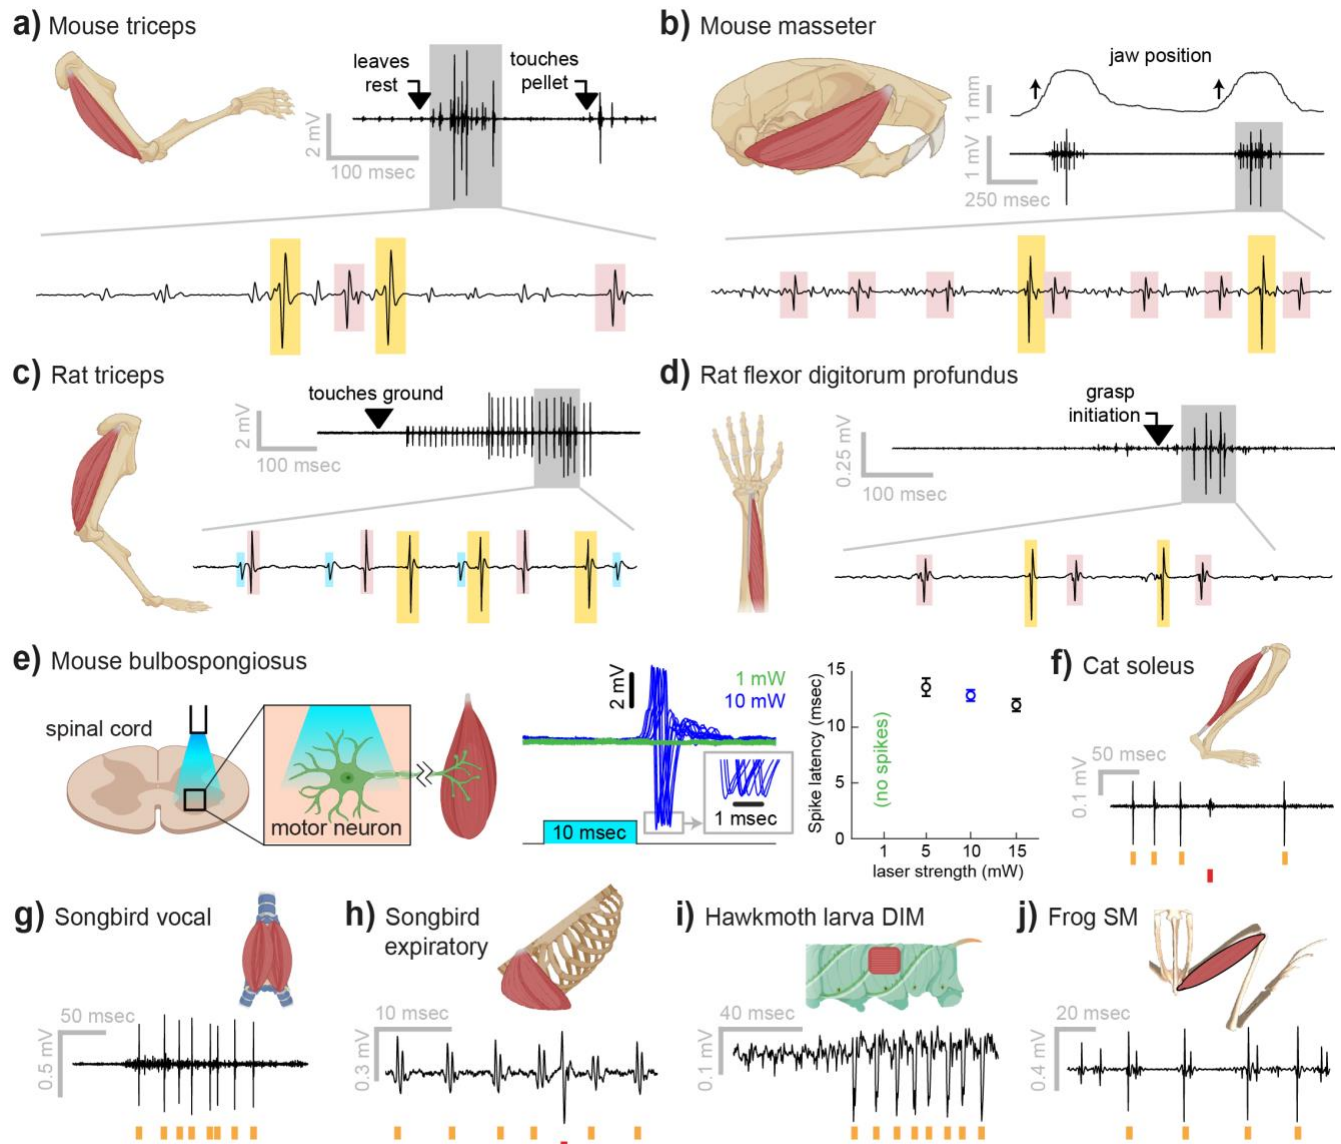 a) Mouse triceps
leaves
rest
touches
pellet
2 mV
100 msec
b) Mouse masseter
jaw position
1 mm
1 mV
250 msec
c) Rat triceps
touches ground
2 mV
100 msec
d) Rat flexor digitorum profundus
grasp
initiation
0.25 mV
100 msec
e) Mouse bulbospongiosus
spinal cord
motor neuron
2 mV
1 mW
10 mW
1 msec
10 msec
Spike latency (msec)
15
12
5
0
(no spikes)
1 5 10 15
laser strength (mW)
f) Cat soleus
50 msec
0.1 mV
g) Songbird vocal
50 msec
0.5 mV
h) Songbird
expiratory
10 msec
0.3 mV
i) Hawkmoth larva DIM
40 msec
0.1 mV
j) Frog SM
20 msec
0.4 mV